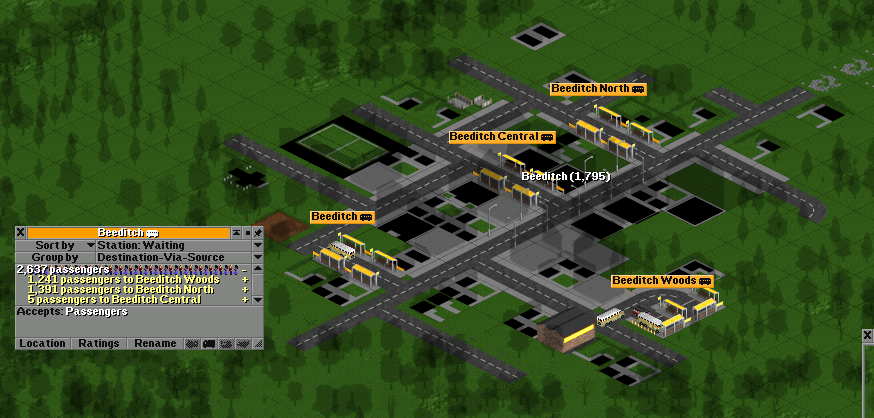 Beeditch North
Beeditch Central
Beeditch (1,795)
Beeditch
Beeditch Woods
Beeditch
Sort by Station: Waiting
Group by Destination-Via-Source
2,637 passengers
1,241 passengers to Beeditch Woods
1,391 passengers to Beeditch North
5 passengers to Beeditch Central
Accepts: Passengers
Location Ratings Rename